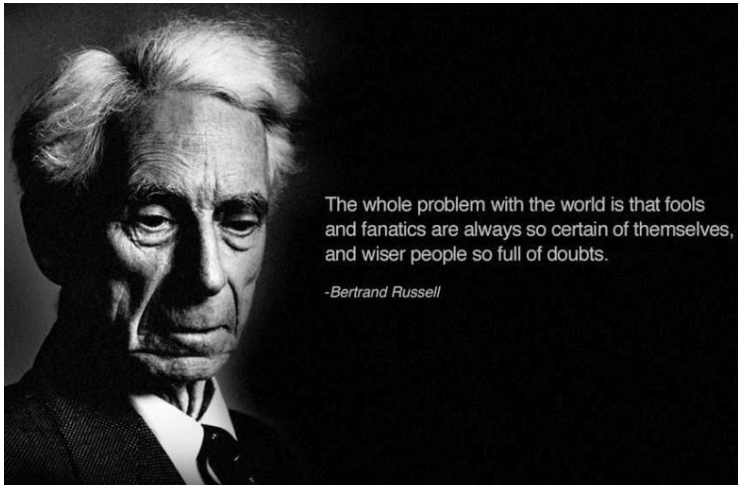 The whole problem with the world is that fools
and fanatics are always so certain of themselves,
and wiser people so full of doubts.
-Bertrand Russell